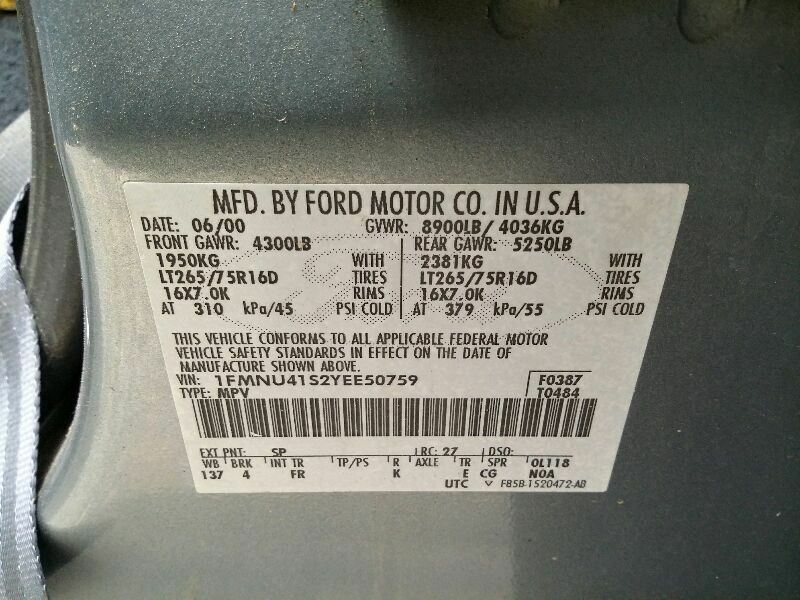 MFD. BY FORD MOTOR CO. IN U.S.A.
DATE: 06/00 GVWR: 8900LB/ 4036KG
FRONT GAWR: 4300LB REAR GAWR: 5250LB
1950KG WITH 2381KG WITH
LT265/75R16D TIRES LT265/75R16D TIRES
16X7.0K RIMS 16X7.0K RIMS
AT 310 kPa/45 PSI COLD AT 379 kPa/55 PSI COLD
THIS VEHICLE CONFORMS TO ALL APPLICABLE FEDERAL MOTOR
VEHICLE SAFETY STANDARDS IN EFFECT ON THE DATE OF
MANUFACTURE SHOWN ABOVE.
VIN: 1FMNU41S2YEE50759 F0387
TYPE: MPV T0484
EXT PNT: SP RC: 27 DSO:
WB BRK INT TR TP/PS R AXLE TR SPR OL118
137 4 FR K E CG N0A
UTC V F85B-1520472-AB